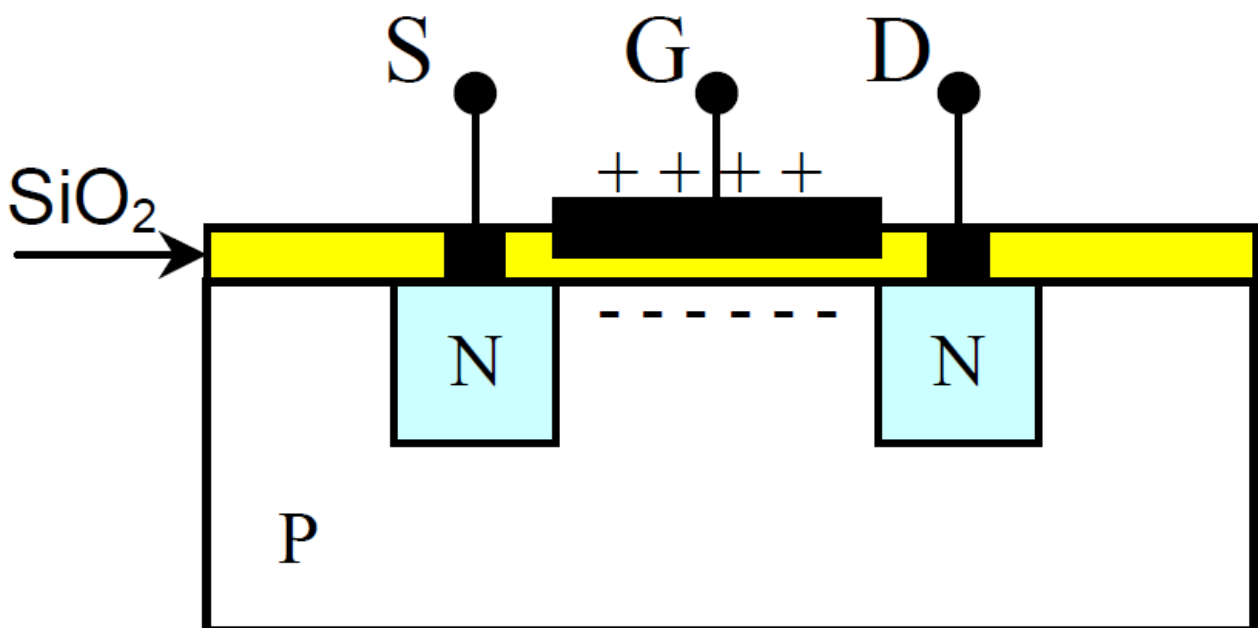 S G D
+ + + +
SiO₂
- - - - - -
N N
P